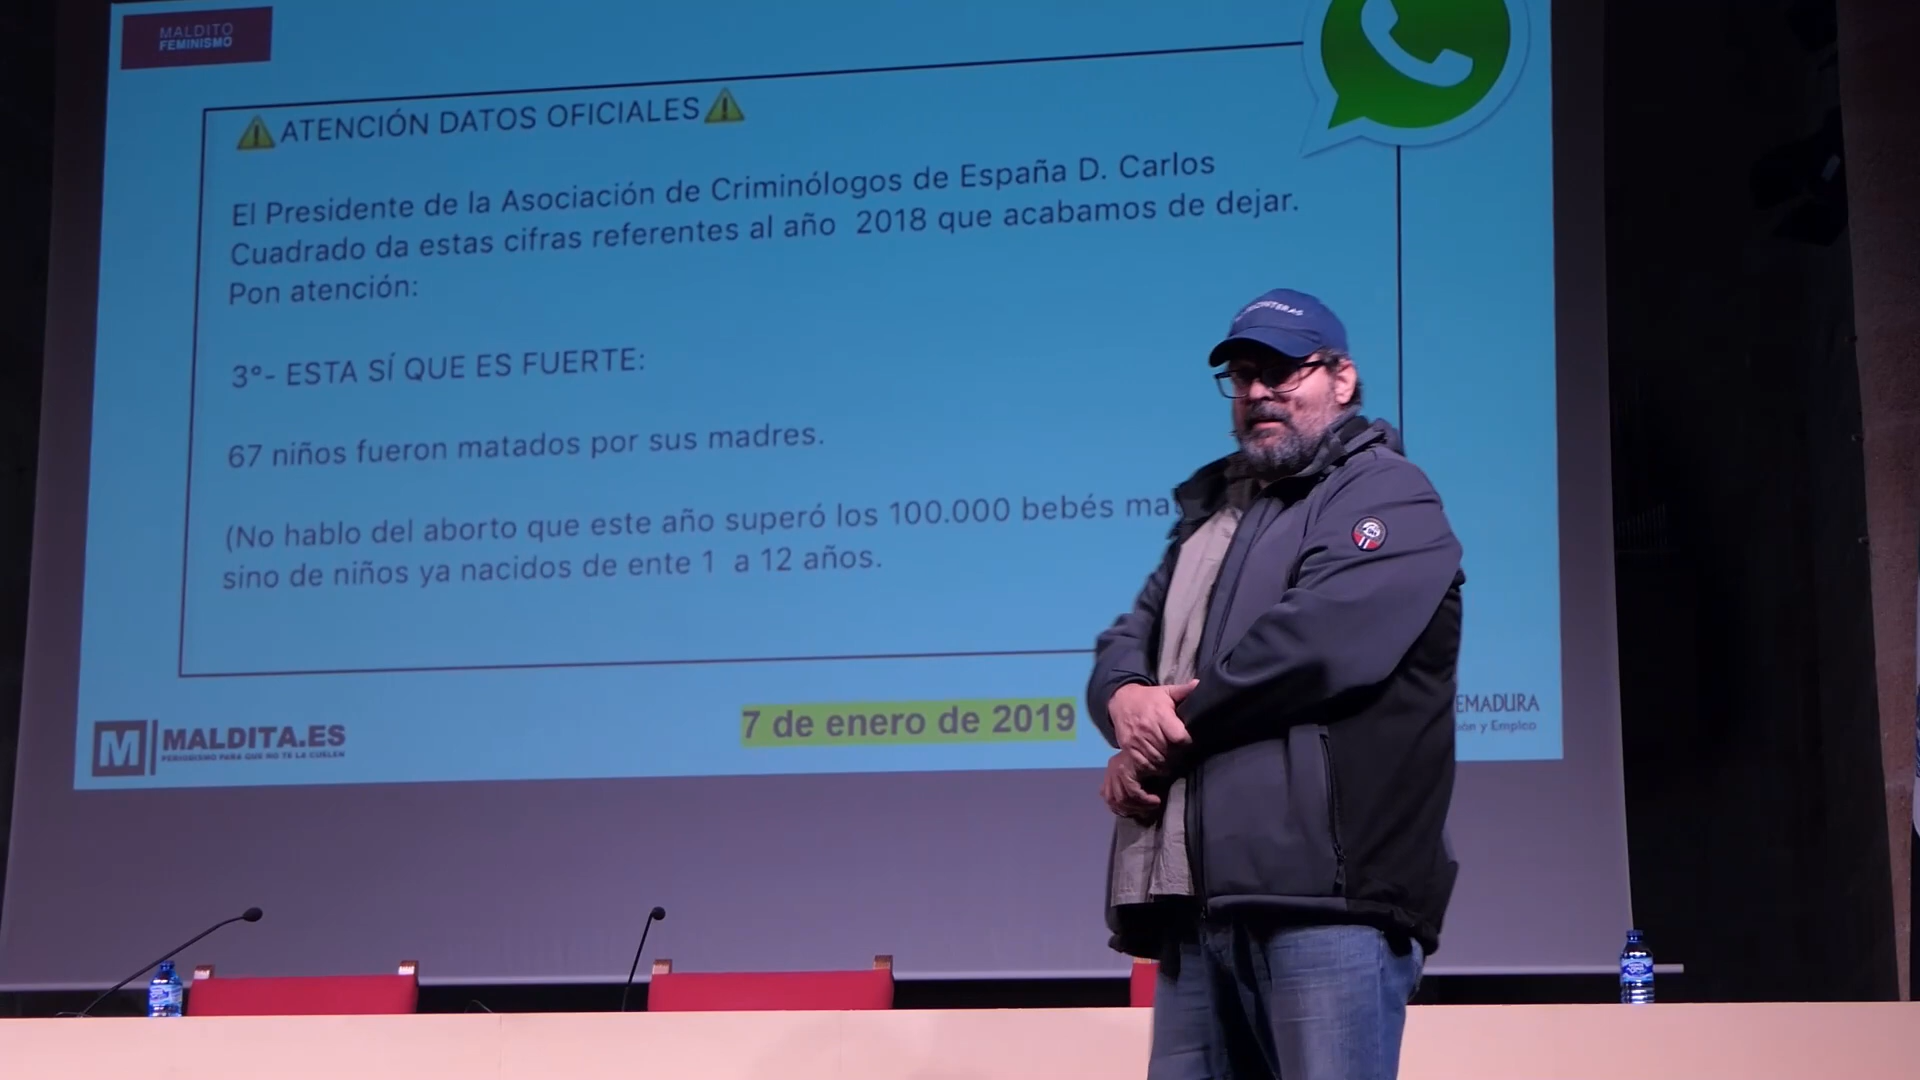 MALDITO
FEMINISMO
⚠️ATENCIÓN DATOS OFICIALES⚠️
El Presidente de la Asociación de Criminólogos de España D. Carlos
Cuadrado da estas cifras referentes al año 2018 que acabamos de dejar.
Pon atención:
3º- ESTA SÍ QUE ES FUERTE:
67 niños fueron matados por sus madres.
(No hablo del aborto que este año superó los 100.000 bebés
sino de niños ya nacidos de ente 1 a 12 años.
7 de enero de 2019
M MALDITA.ES
PERIODISMO PARA QUE NO TE LA CUELEN
EMADURA
y Empleo